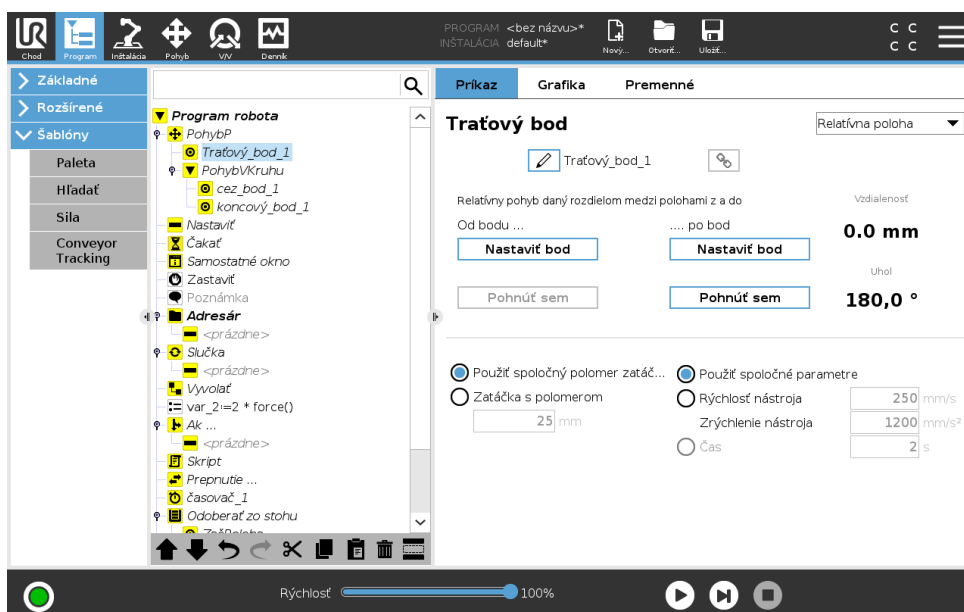 PROGRAM <bez názvu>*
INŠTALÁCIA default*
Chod
Program
Inštalácia
Pohyb
V/V
Denník
Nový...
Otvoriť...
Uložiť...
C C
C C
Základné
Rozšírené
Šablóny
Paleta
Hľadať
Sila
Conveyor
Tracking
Program robota
PohybP
Traťový_bod_1
PohybVKruhu
cez_bod_1
koncový_bod_1
Nastaviť
Čakať
Samostatné okno
Zastaviť
Poznámka
Adresár
<prázdne>
Slučka
<prázdne>
Vyvolať
var_2≔2 * force()
Ak ...
<prázdne>
Skript
Prepnutie ...
časovač_1
Odoberať zo stohu
Príkaz
Grafika
Premenné
Traťový bod
Relatívna poloha
Traťový_bod_1
Relatívny pohyb daný rozdielom medzi polohami z a do
Vzdialenosť
Od bodu ...
.... po bod
0.0 mm
Nastaviť bod
Nastaviť bod
Uhol
Pohnúť sem
Pohnúť sem
180,0 °
Použiť spoločný polomer zatáč...
Použiť spoločné parametre
Zatáčka s polomerom
Rýchlosť nástroja
250 mm/s
25 mm
Zrýchlenie nástroja
1200 mm/s²
Čas
2 s
Rýchlosť
100%